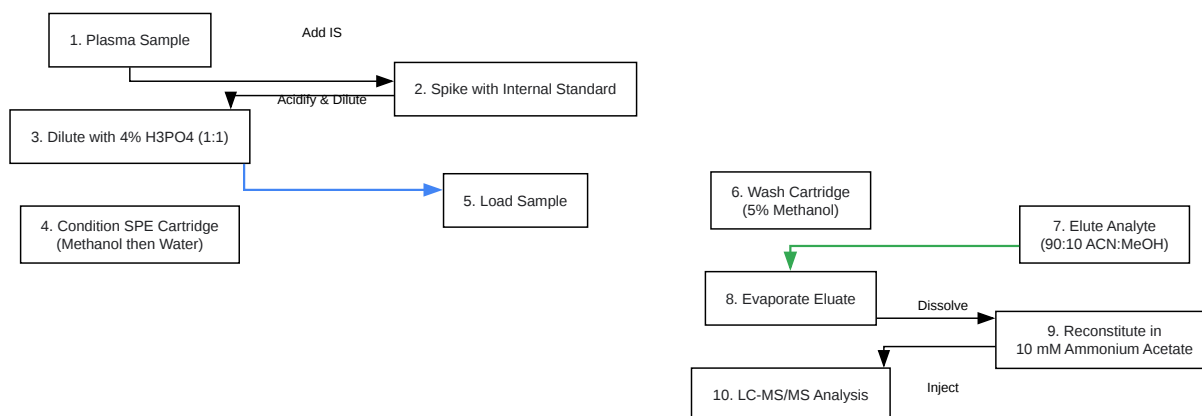 1. Plasma Sample
Add IS
2. Spike with Internal Standard
Acidify & Dilute
3. Dilute with 4% H3PO4 (1:1)
4. Condition SPE Cartridge
(Methanol then Water)
5. Load Sample
6. Wash Cartridge
(5% Methanol)
7. Elute Analyte
(90:10 ACN:MeOH)
8. Evaporate Eluate
Dissolve
9. Reconstitute in
10 mM Ammonium Acetate
10. LC-MS/MS Analysis
Inject